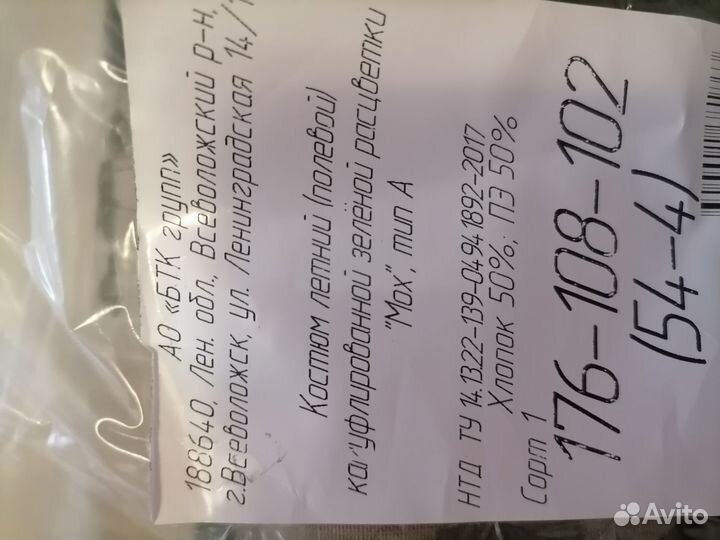 АО «БТК групп»
188640, Лен. обл., Всеволожский р-н,
г.Всеволожск, ул. Ленинградская 14/1
Костюм летний (полевой)
камуфлированной зелёной расцветки
"Мох", тип А
НТД ТУ 14.13.22-139-04941892-2017
Хлопок 50%; ПЭ 50%
Сорт 1
176-108-102
(54-4)
Avito